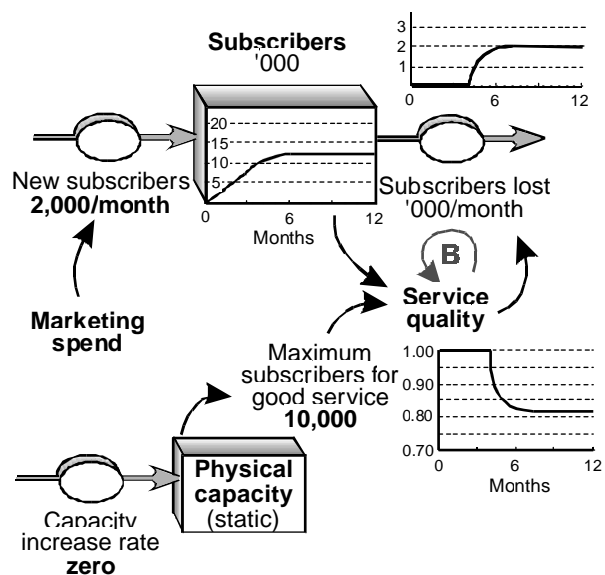 Subscribers
'000
3
2
1
6
12
20
15
10
5
0
6
12
Months
New subscribers
2,000/month
Subscribers lost
'000/month
B
Marketing
spend
Service
quality
Maximum
subscribers for
good service
10,000
1.00
0.90
0.80
0.70
0
6
12
Months
Physical
capacity
(static)
Capacity
increase rate
zero